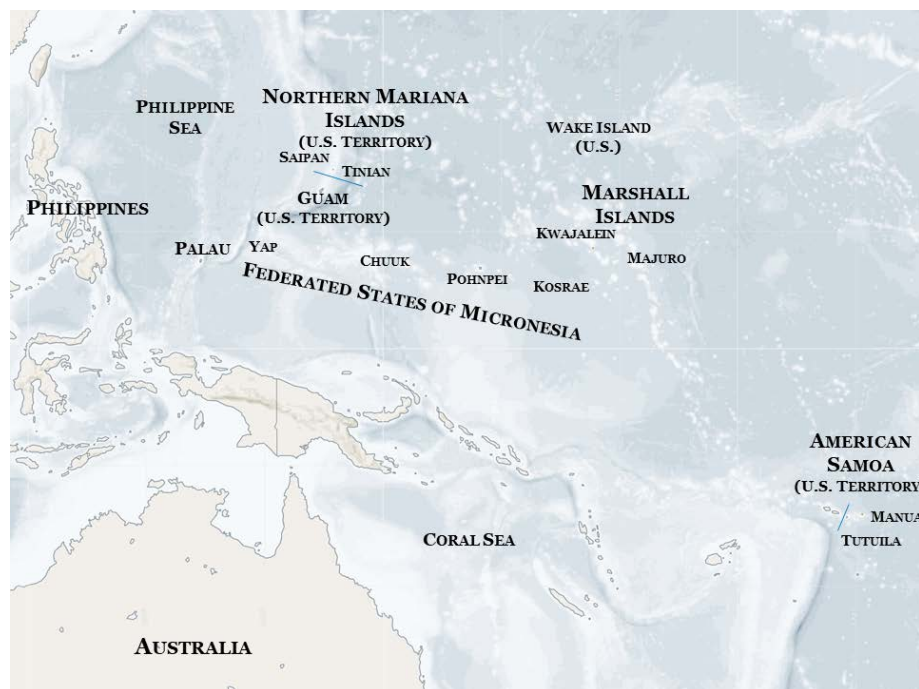 PHILIPPINE
SEA
NORTHERN MARIANA
ISLANDS
(U.S. TERRITORY)
SAIPAN
TINIAN
WAKE ISLAND
(U.S.)
PHILIPPINES
GUAM
(U.S. TERRITORY)
MARSHALL
ISLANDS
KWAJALEIN
PALAU
YAP
CHUUK
MAJURO
POHNPEI
KOSRAE
FEDERATED STATES OF MICRONESIA
AMERICAN
SAMOA
(U.S. TERRITORY
MANUA
TUTUILA
CORAL SEA
AUSTRALIA